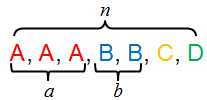 n
A, A, A, B, B, C, D
a b